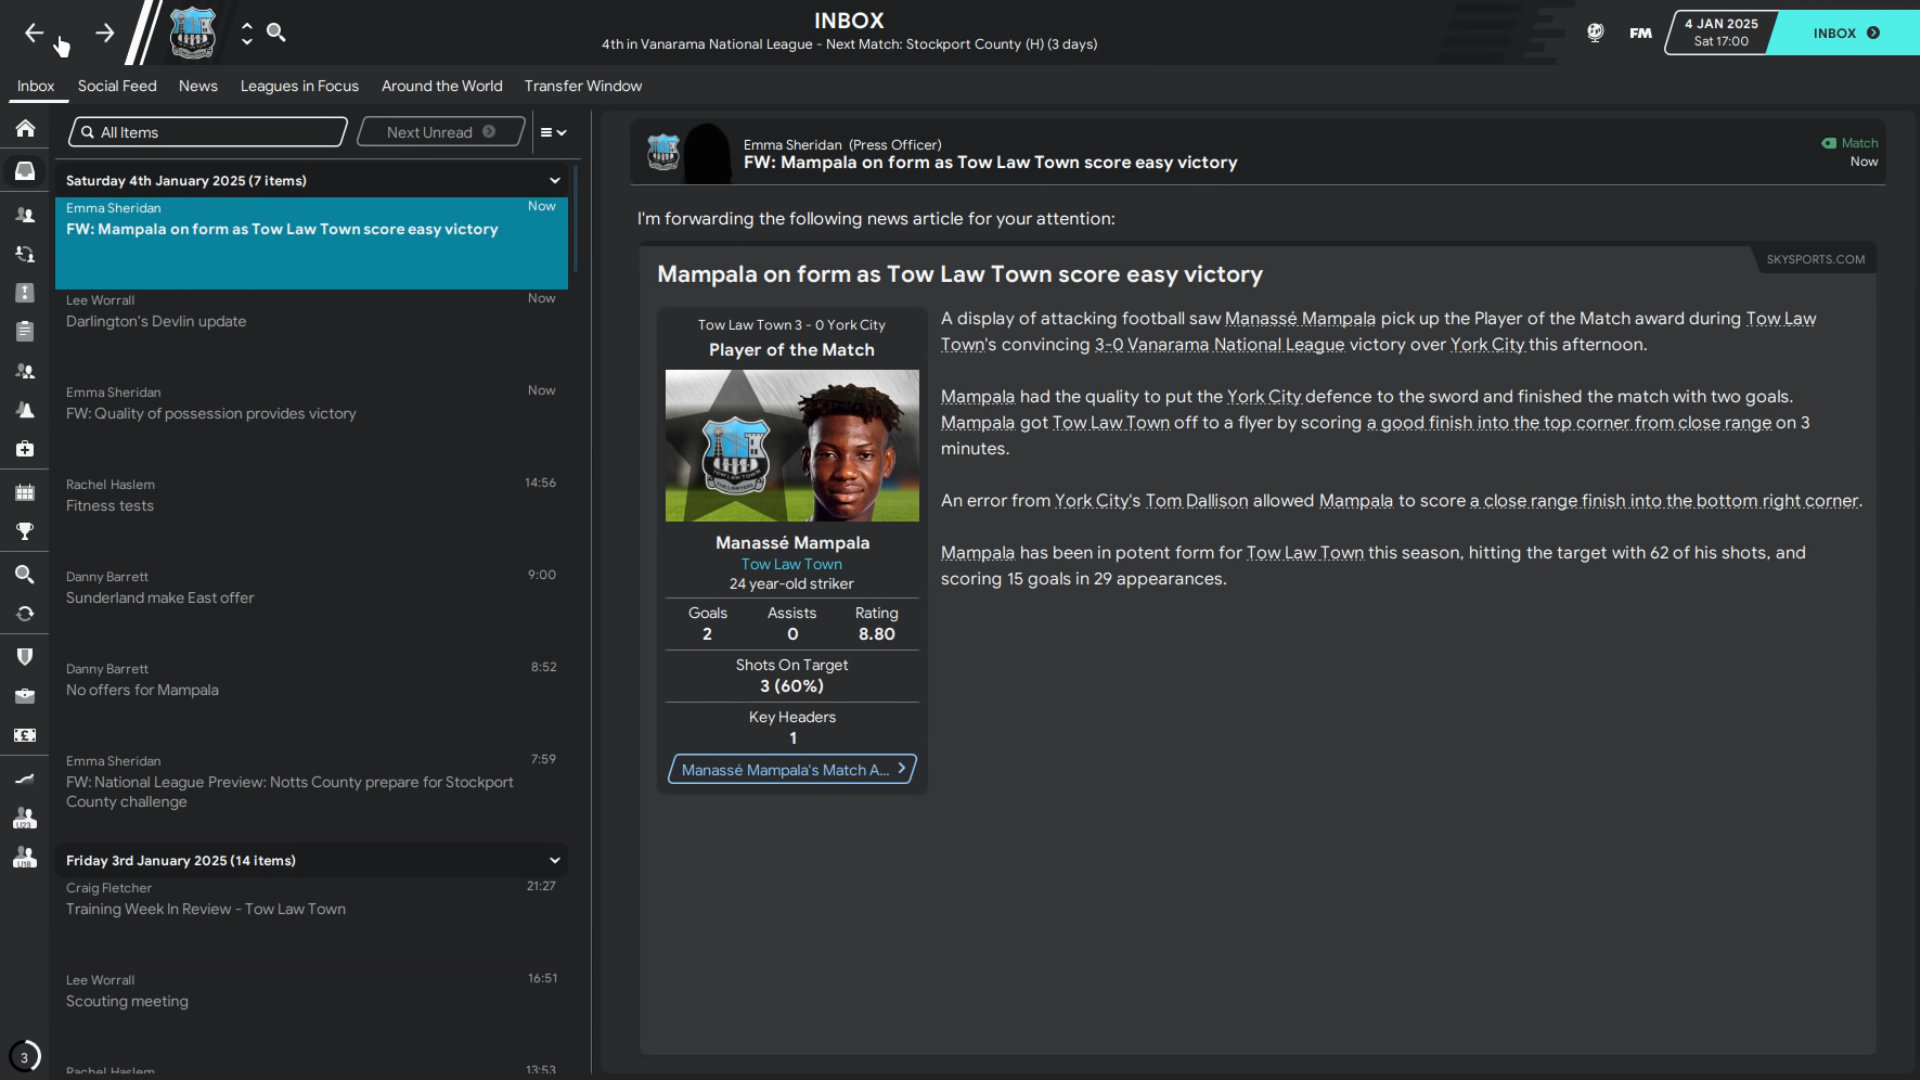 INBOX
4th in Vanarama National League - Next Match: Stockport County (H) (3 days)
FM
4 JAN 2025
Sat 17:00
INBOX
Inbox
Social Feed
News
Leagues in Focus
Around the World
Transfer Window
All Items
Next Unread
Saturday 4th January 2025 (7 items)
Emma Sheridan
Now
FW: Mampala on form as Tow Law Town score easy victory
Lee Worrall
Now
Darlington's Devlin update
Emma Sheridan
Now
FW: Quality of possession provides victory
Rachel Haslem
14:56
Fitness tests
Danny Barrett
9:00
Sunderland make East offer
Danny Barrett
8:52
No offers for Mampala
Emma Sheridan
7:59
FW: National League Preview: Notts County prepare for Stockport
County challenge
Friday 3rd January 2025 (14 items)
Craig Fletcher
21:27
Training Week In Review - Tow Law Town
Lee Worrall
16:51
Scouting meeting
Rachel Haslem
13:53
U23
U18
3
Emma Sheridan (Press Officer)
FW: Mampala on form as Tow Law Town score easy victory
Match
Now
I'm forwarding the following news article for your attention:
SKYSPORTS.COM
Mampala on form as Tow Law Town score easy victory
Tow Law Town 3 - 0 York City
Player of the Match
TOW LAW TOWN
THE LAWYERS
Manassé Mampala
Tow Law Town
24 year-old striker
Goals
Assists
Rating
2
0
8.80
Shots On Target
3 (60%)
Key Headers
1
Manassé Mampala's Match A...
A display of attacking football saw Manassé Mampala pick up the Player of the Match award during Tow Law
Town's convincing 3-0 Vanarama National League victory over York City this afternoon.
Mampala had the quality to put the York City defence to the sword and finished the match with two goals.
Mampala got Tow Law Town off to a flyer by scoring a good finish into the top corner from close range on 3
minutes.
An error from York City's Tom Dallison allowed Mampala to score a close range finish into the bottom right corner.
Mampala has been in potent form for Tow Law Town this season, hitting the target with 62 of his shots, and
scoring 15 goals in 29 appearances.